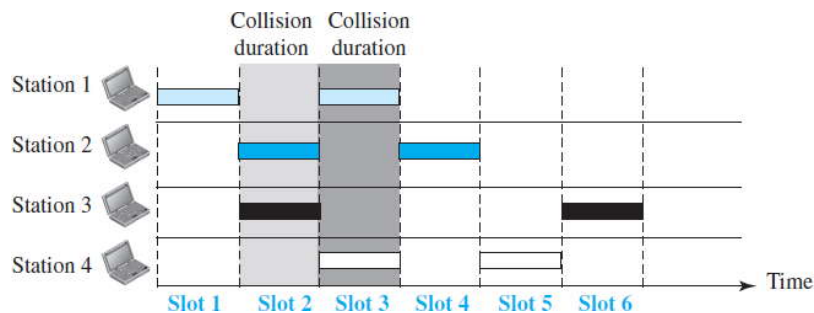 Collision Collision
duration duration
Station 1
Station 2
Station 3
Station 4
Time
Slot 1 Slot 2 Slot 3 Slot 4 Slot 5 Slot 6